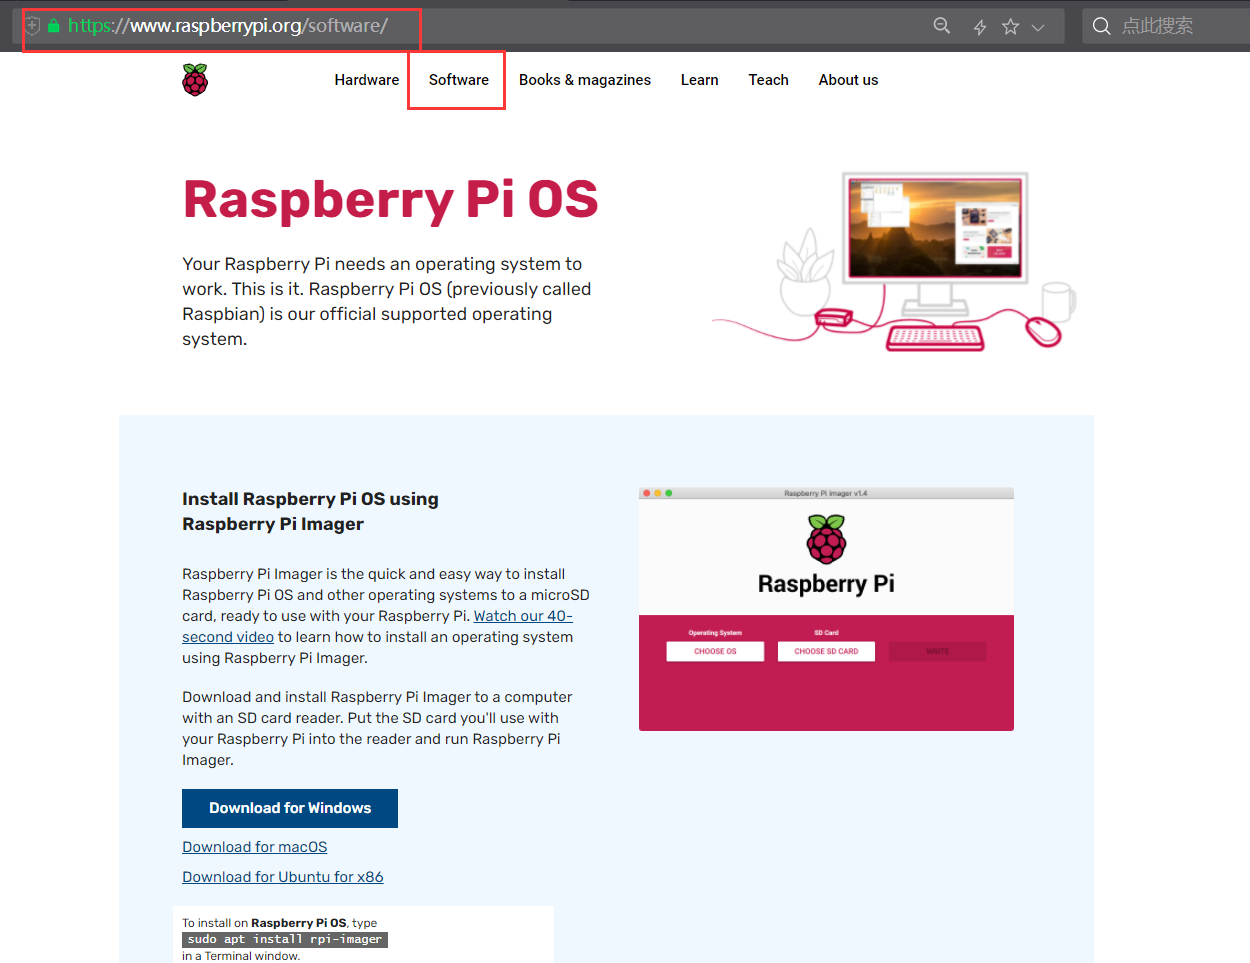 https://www.raspberrypi.org/software/
点此搜索
Hardware Software Books & magazines Learn Teach About us
Raspberry Pi OS
Your Raspberry Pi needs an operating system to
work. This is it. Raspberry Pi OS (previously called
Raspbian) is our official supported operating
system.
Install Raspberry Pi OS using
Raspberry Pi Imager
Raspberry Pi Imager is the quick and easy way to install
Raspberry Pi OS and other operating systems to a microSD
card, ready to use with your Raspberry Pi. Watch our 40-
second video to learn how to install an operating system
using Raspberry Pi Imager.
Download and install Raspberry Pi Imager to a computer
with an SD card reader. Put the SD card you'll use with
your Raspberry Pi into the reader and run Raspberry Pi
Imager.
Download for Windows
Download for macOS
Download for Ubuntu for x86
To install on Raspberry Pi OS, type
sudo apt install rpi-imager
in a Terminal window.
Raspberry Pi Imager v1.4
Raspberry Pi
Operating System SD Card
CHOOSE OS CHOOSE SD CARD WRITE